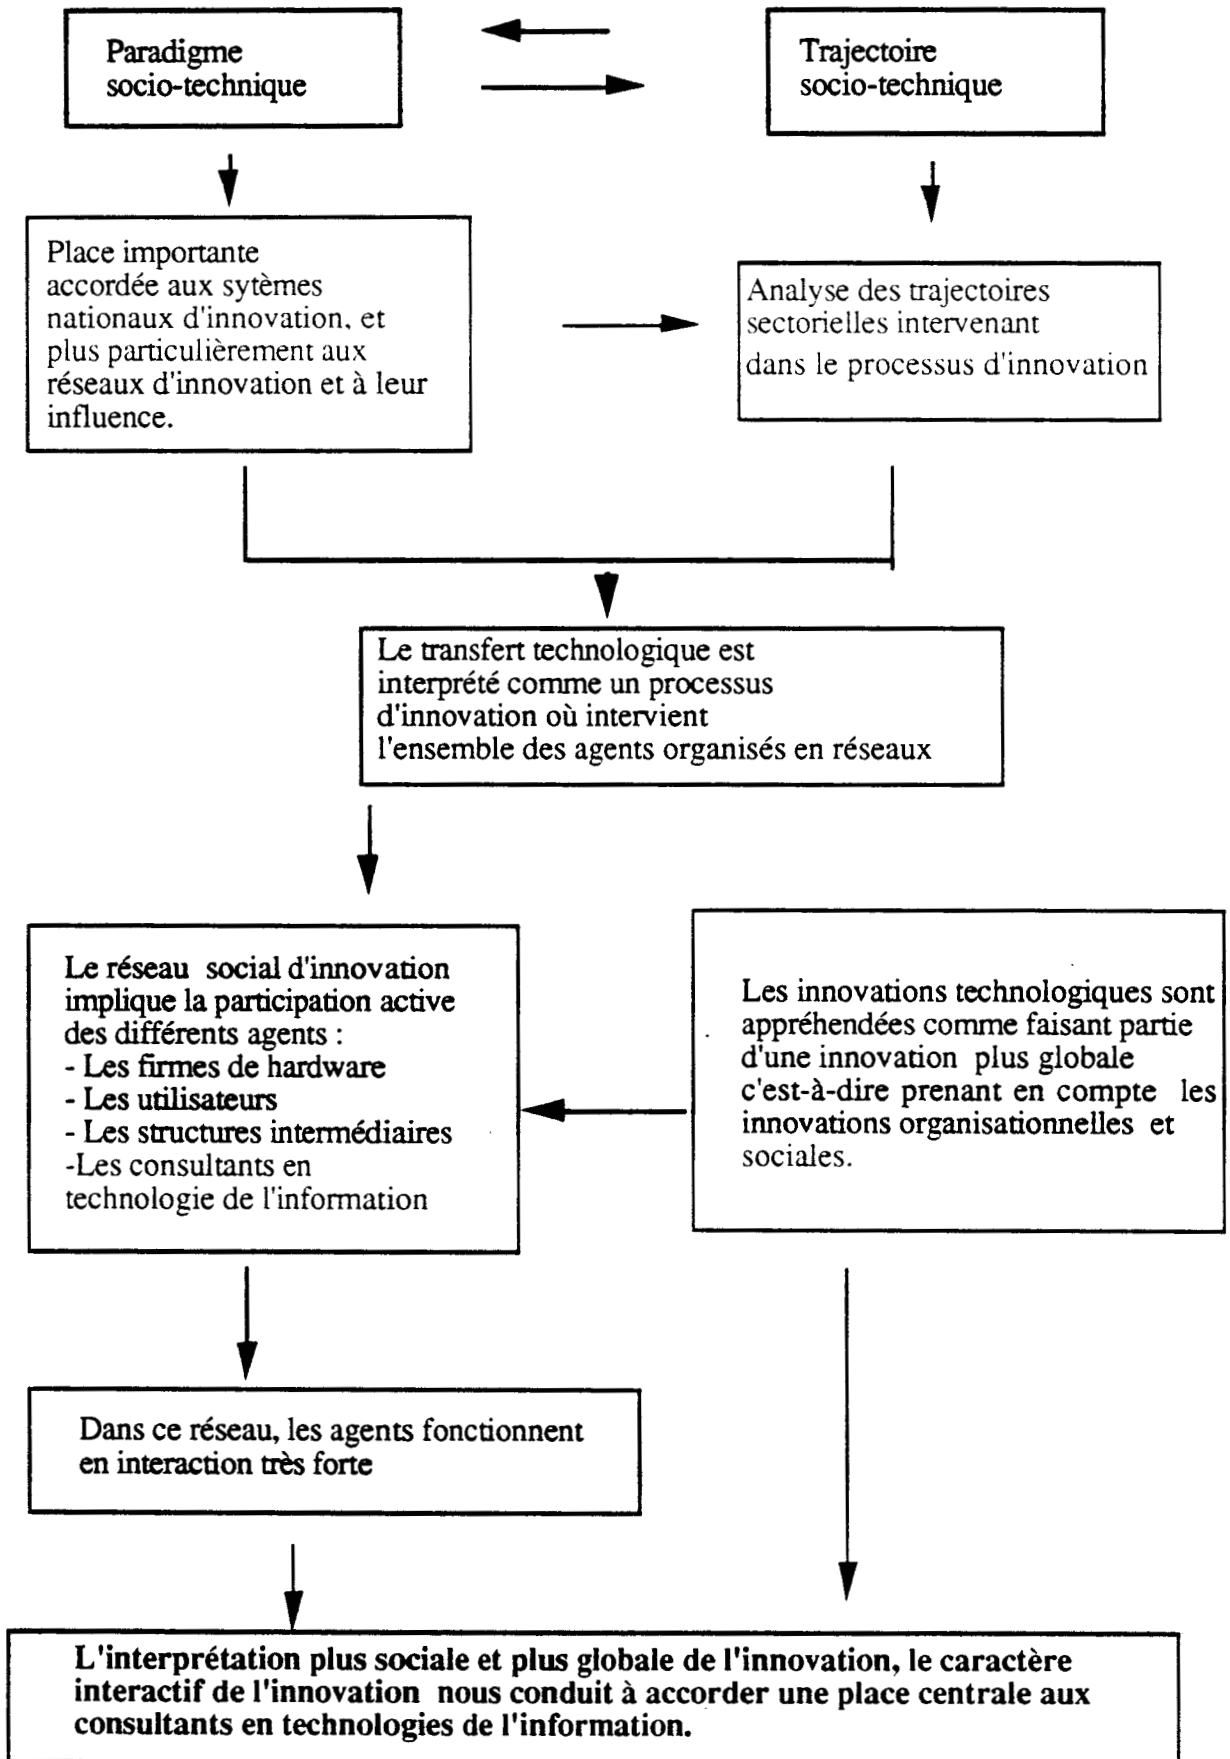 Paradigme
socio-technique
Trajectoire
socio-technique
Place importante
accordée aux sytèmes
nationaux d'innovation, et
plus particulièrement aux
réseaux d'innovation et à leur
influence.
Analyse des trajectoires
sectorielles intervenant
dans le processus d'innovation
Le transfert technologique est
interprété comme un processus
d'innovation où intervient
l'ensemble des agents organisés en réseaux
Le réseau social d'innovation
implique la participation active
des différents agents :
- Les firmes de hardware
- Les utilisateurs
- Les structures intermédiaires
-Les consultants en
technologie de l'information
Les innovations technologiques sont
appréhendées comme faisant partie
d'une innovation plus globale
c'est-à-dire prenant en compte les
innovations organisationnelles et
sociales.
Dans ce réseau, les agents fonctionnent
en interaction très forte
L'interprétation plus sociale et plus globale de l'innovation, le caractère
interactif de l'innovation nous conduit à accorder une place centrale aux
consultants en technologies de l'information.